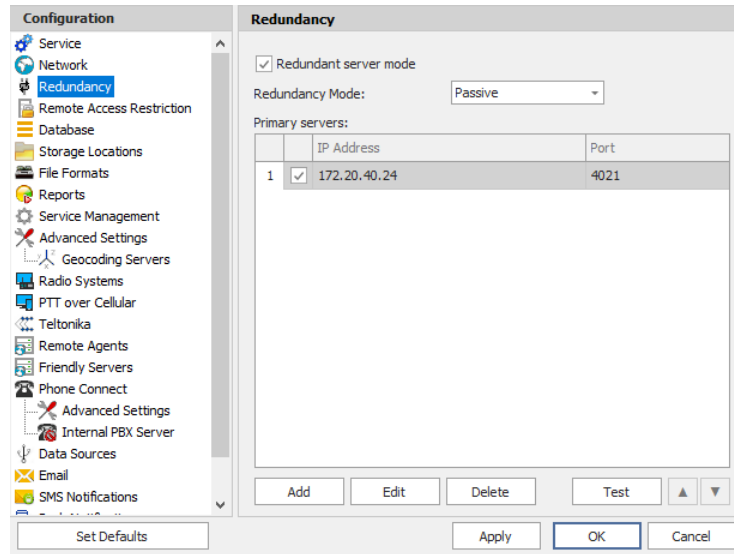 Configuration
Service
Network
Redundancy
Remote Access Restriction
Database
Storage Locations
File Formats
Reports
Service Management
Advanced Settings
Geocoding Servers
Radio Systems
PTT over Cellular
Teltonika
Remote Agents
Friendly Servers
Phone Connect
Advanced Settings
Internal PBX Server
Data Sources
Email
SMS Notifications
Set Defaults
Redundancy
Redundant server mode
Redundancy Mode: Passive
Primary servers:
IP Address Port
1 172.20.40.24 4021
Add Edit Delete Test
Apply OK Cancel